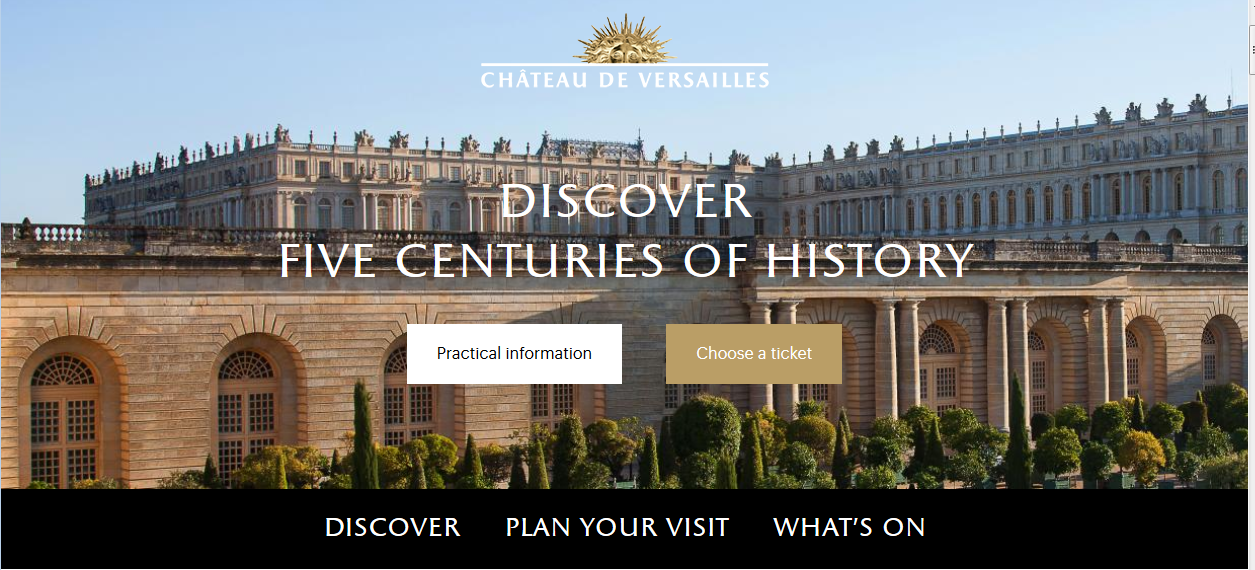 CHÂTEAU DE VERSAILLES
DISCOVER
FIVE CENTURIES OF HISTORY
Practical information
Choose a ticket
DISCOVER
PLAN YOUR VISIT
WHAT'S ON